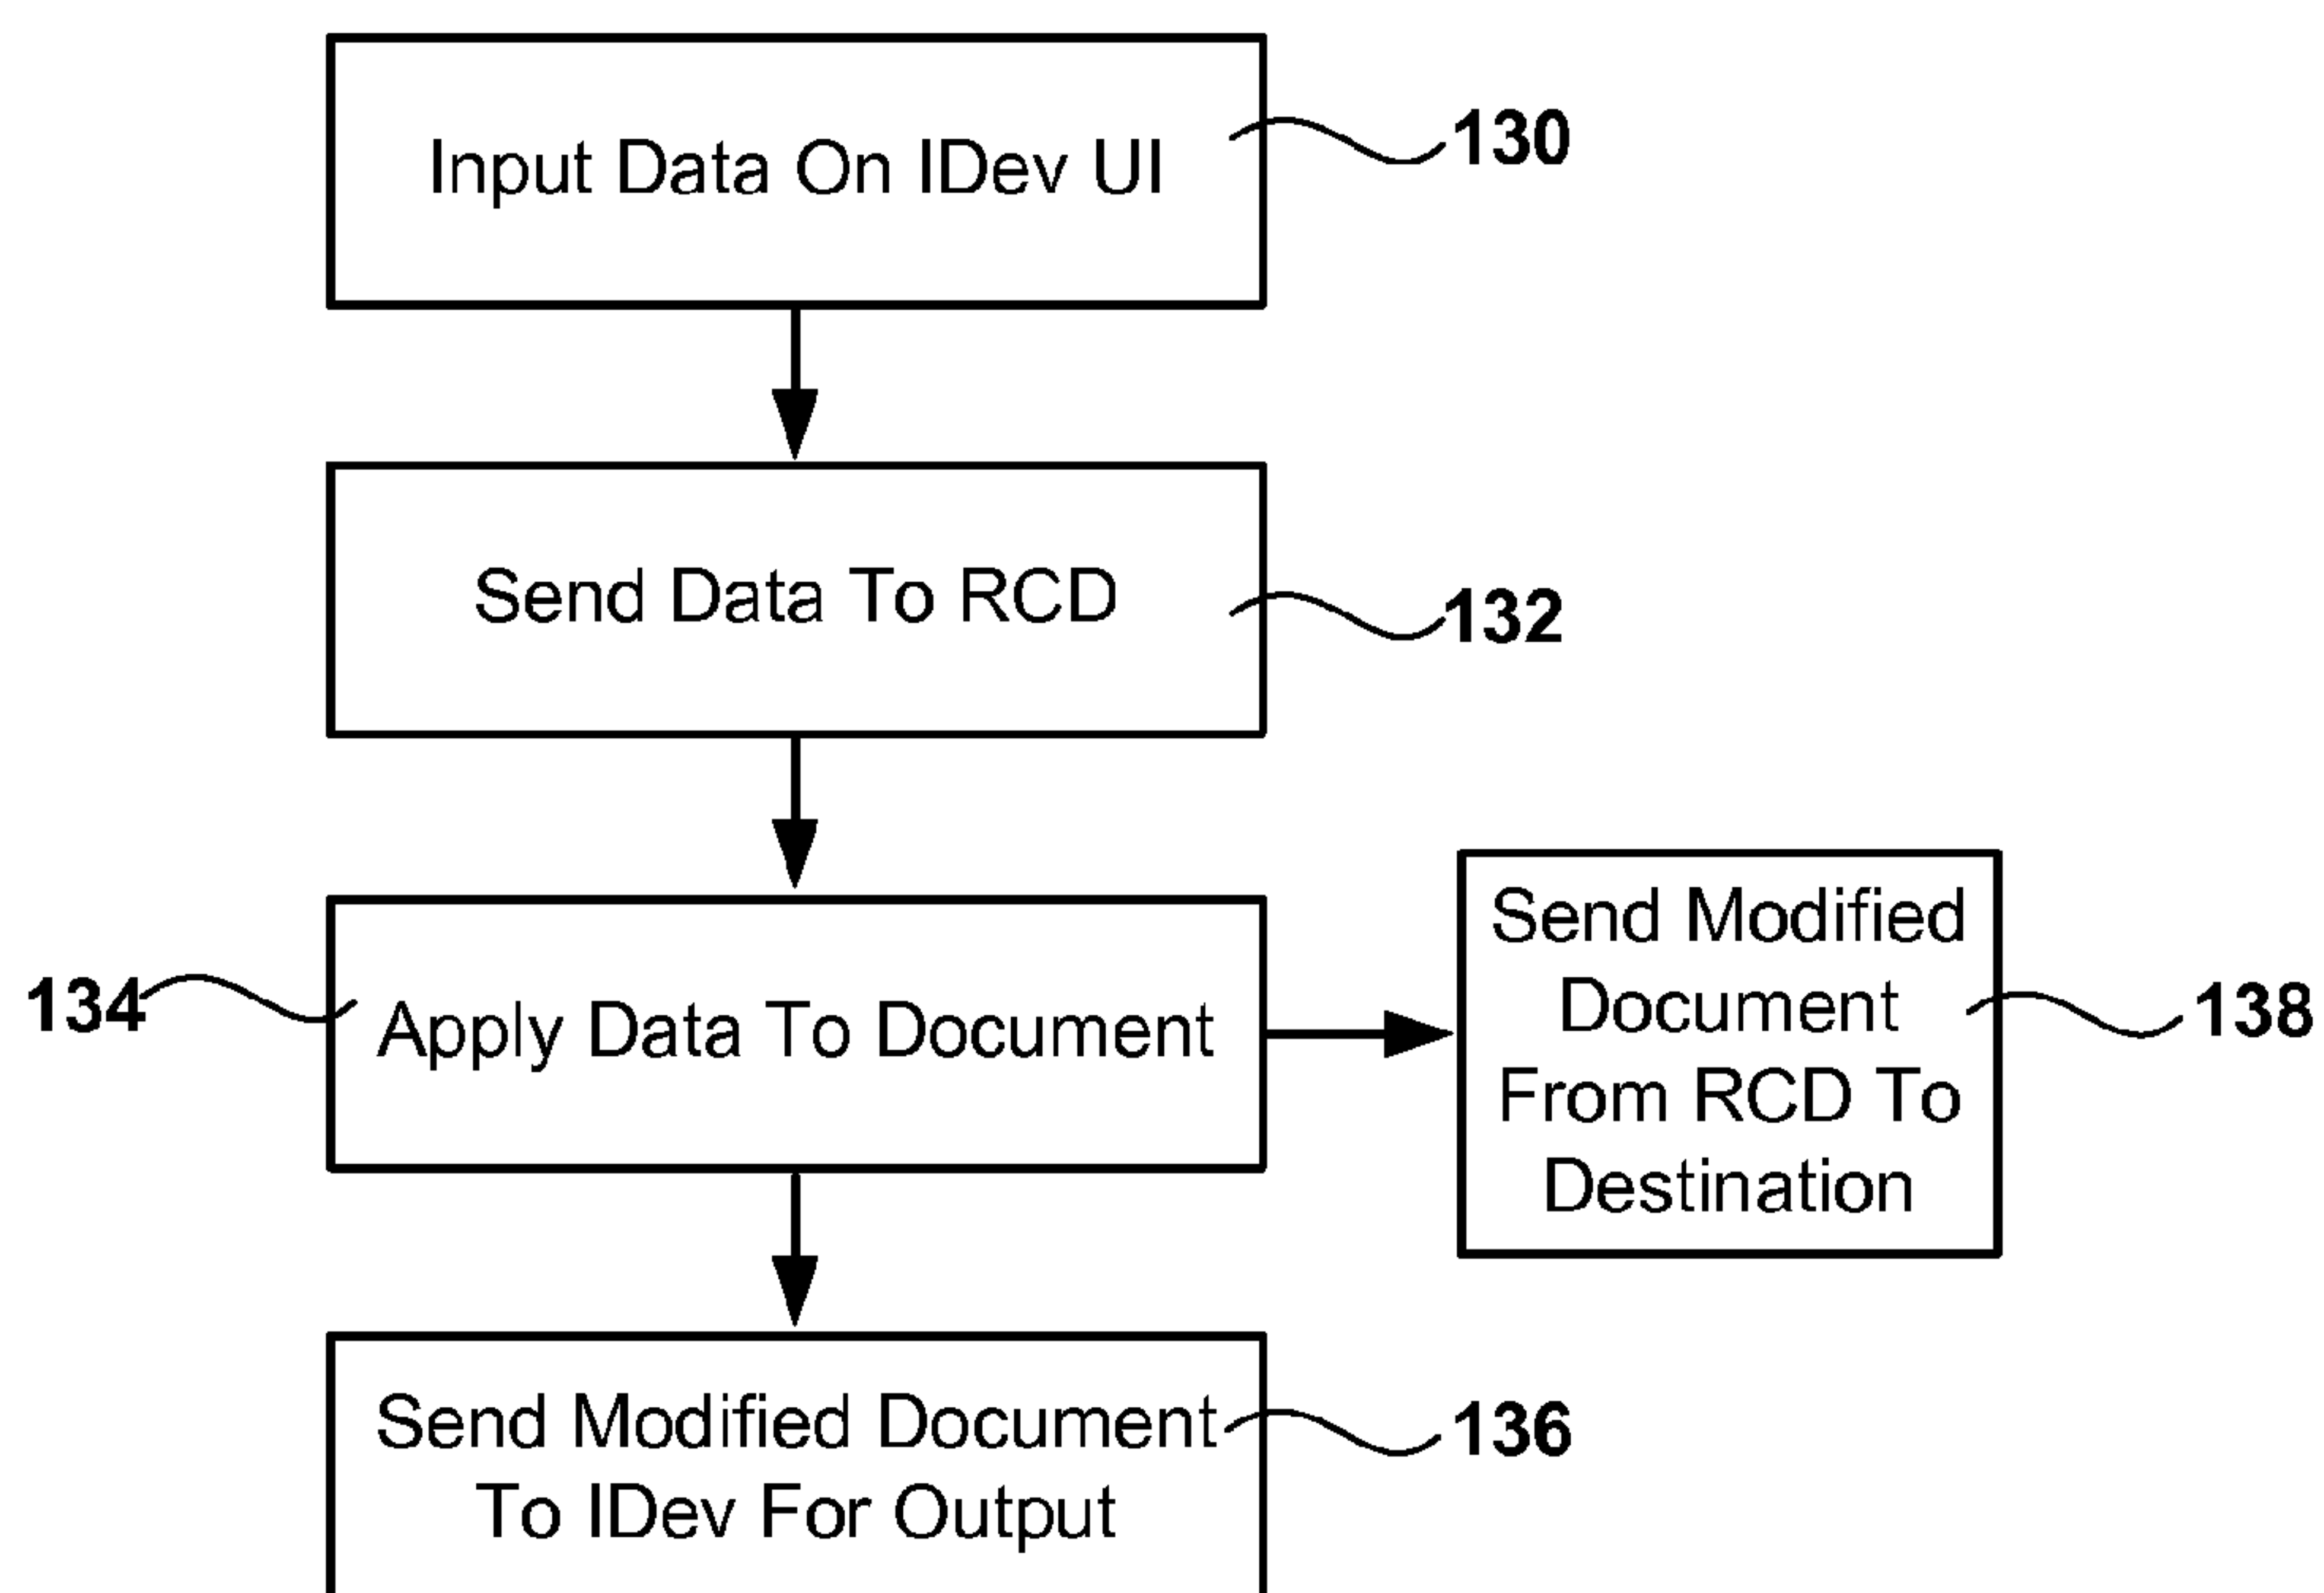 Input Data On IDev UI
130
Send Data To RCD
132
134
Apply Data To Document
Send Modified
Document
From RCD To
Destination
138
Send Modified Document
To IDev For Output
136